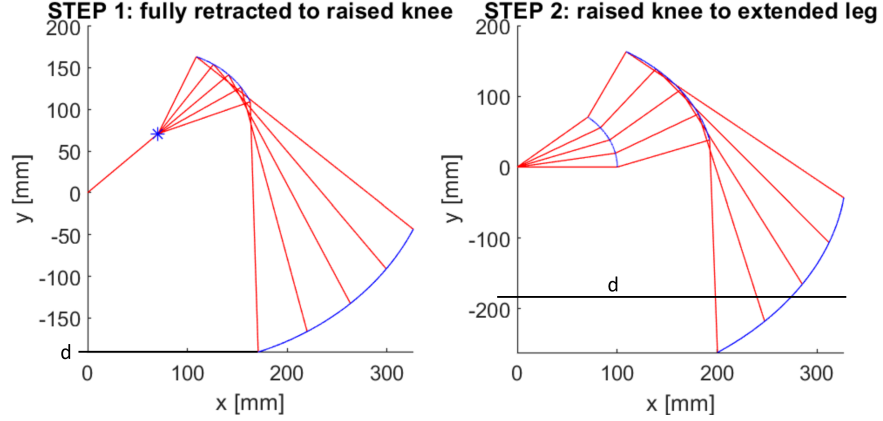 STEP 1: fully retracted to raised knee
200
150
100
50
0
-50
-100
-150
d
0 100 200 300
x [mm]
y [mm]
STEP 2: raised knee to extended leg
200
100
0
-100
-200
d
0 100 200 300
x [mm]
y [mm]